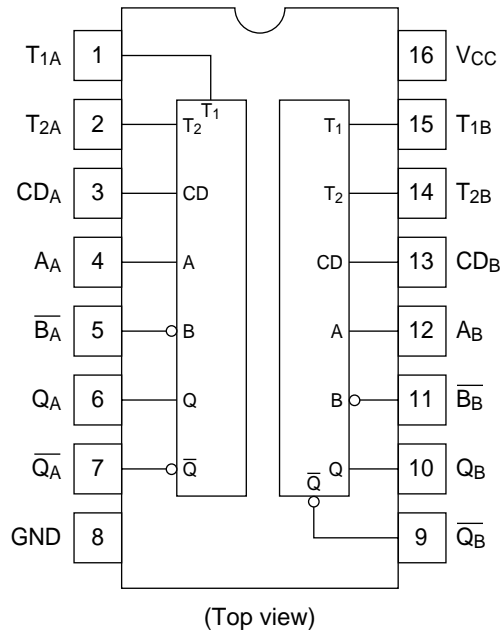 T1A 1 16 VCC
T1
T2A 2 T2 T1 15 T1B
CDA 3 CD T2 14 T2B
AA 4 A CD 13 CDB
B̅A̅ 5 B A 12 AB
QA 6 Q B 11 B̅B̅
Q̅A̅ 7 Q̅ Q 10 QB
Q̅
GND 8 9 Q̅B̅
(Top view)